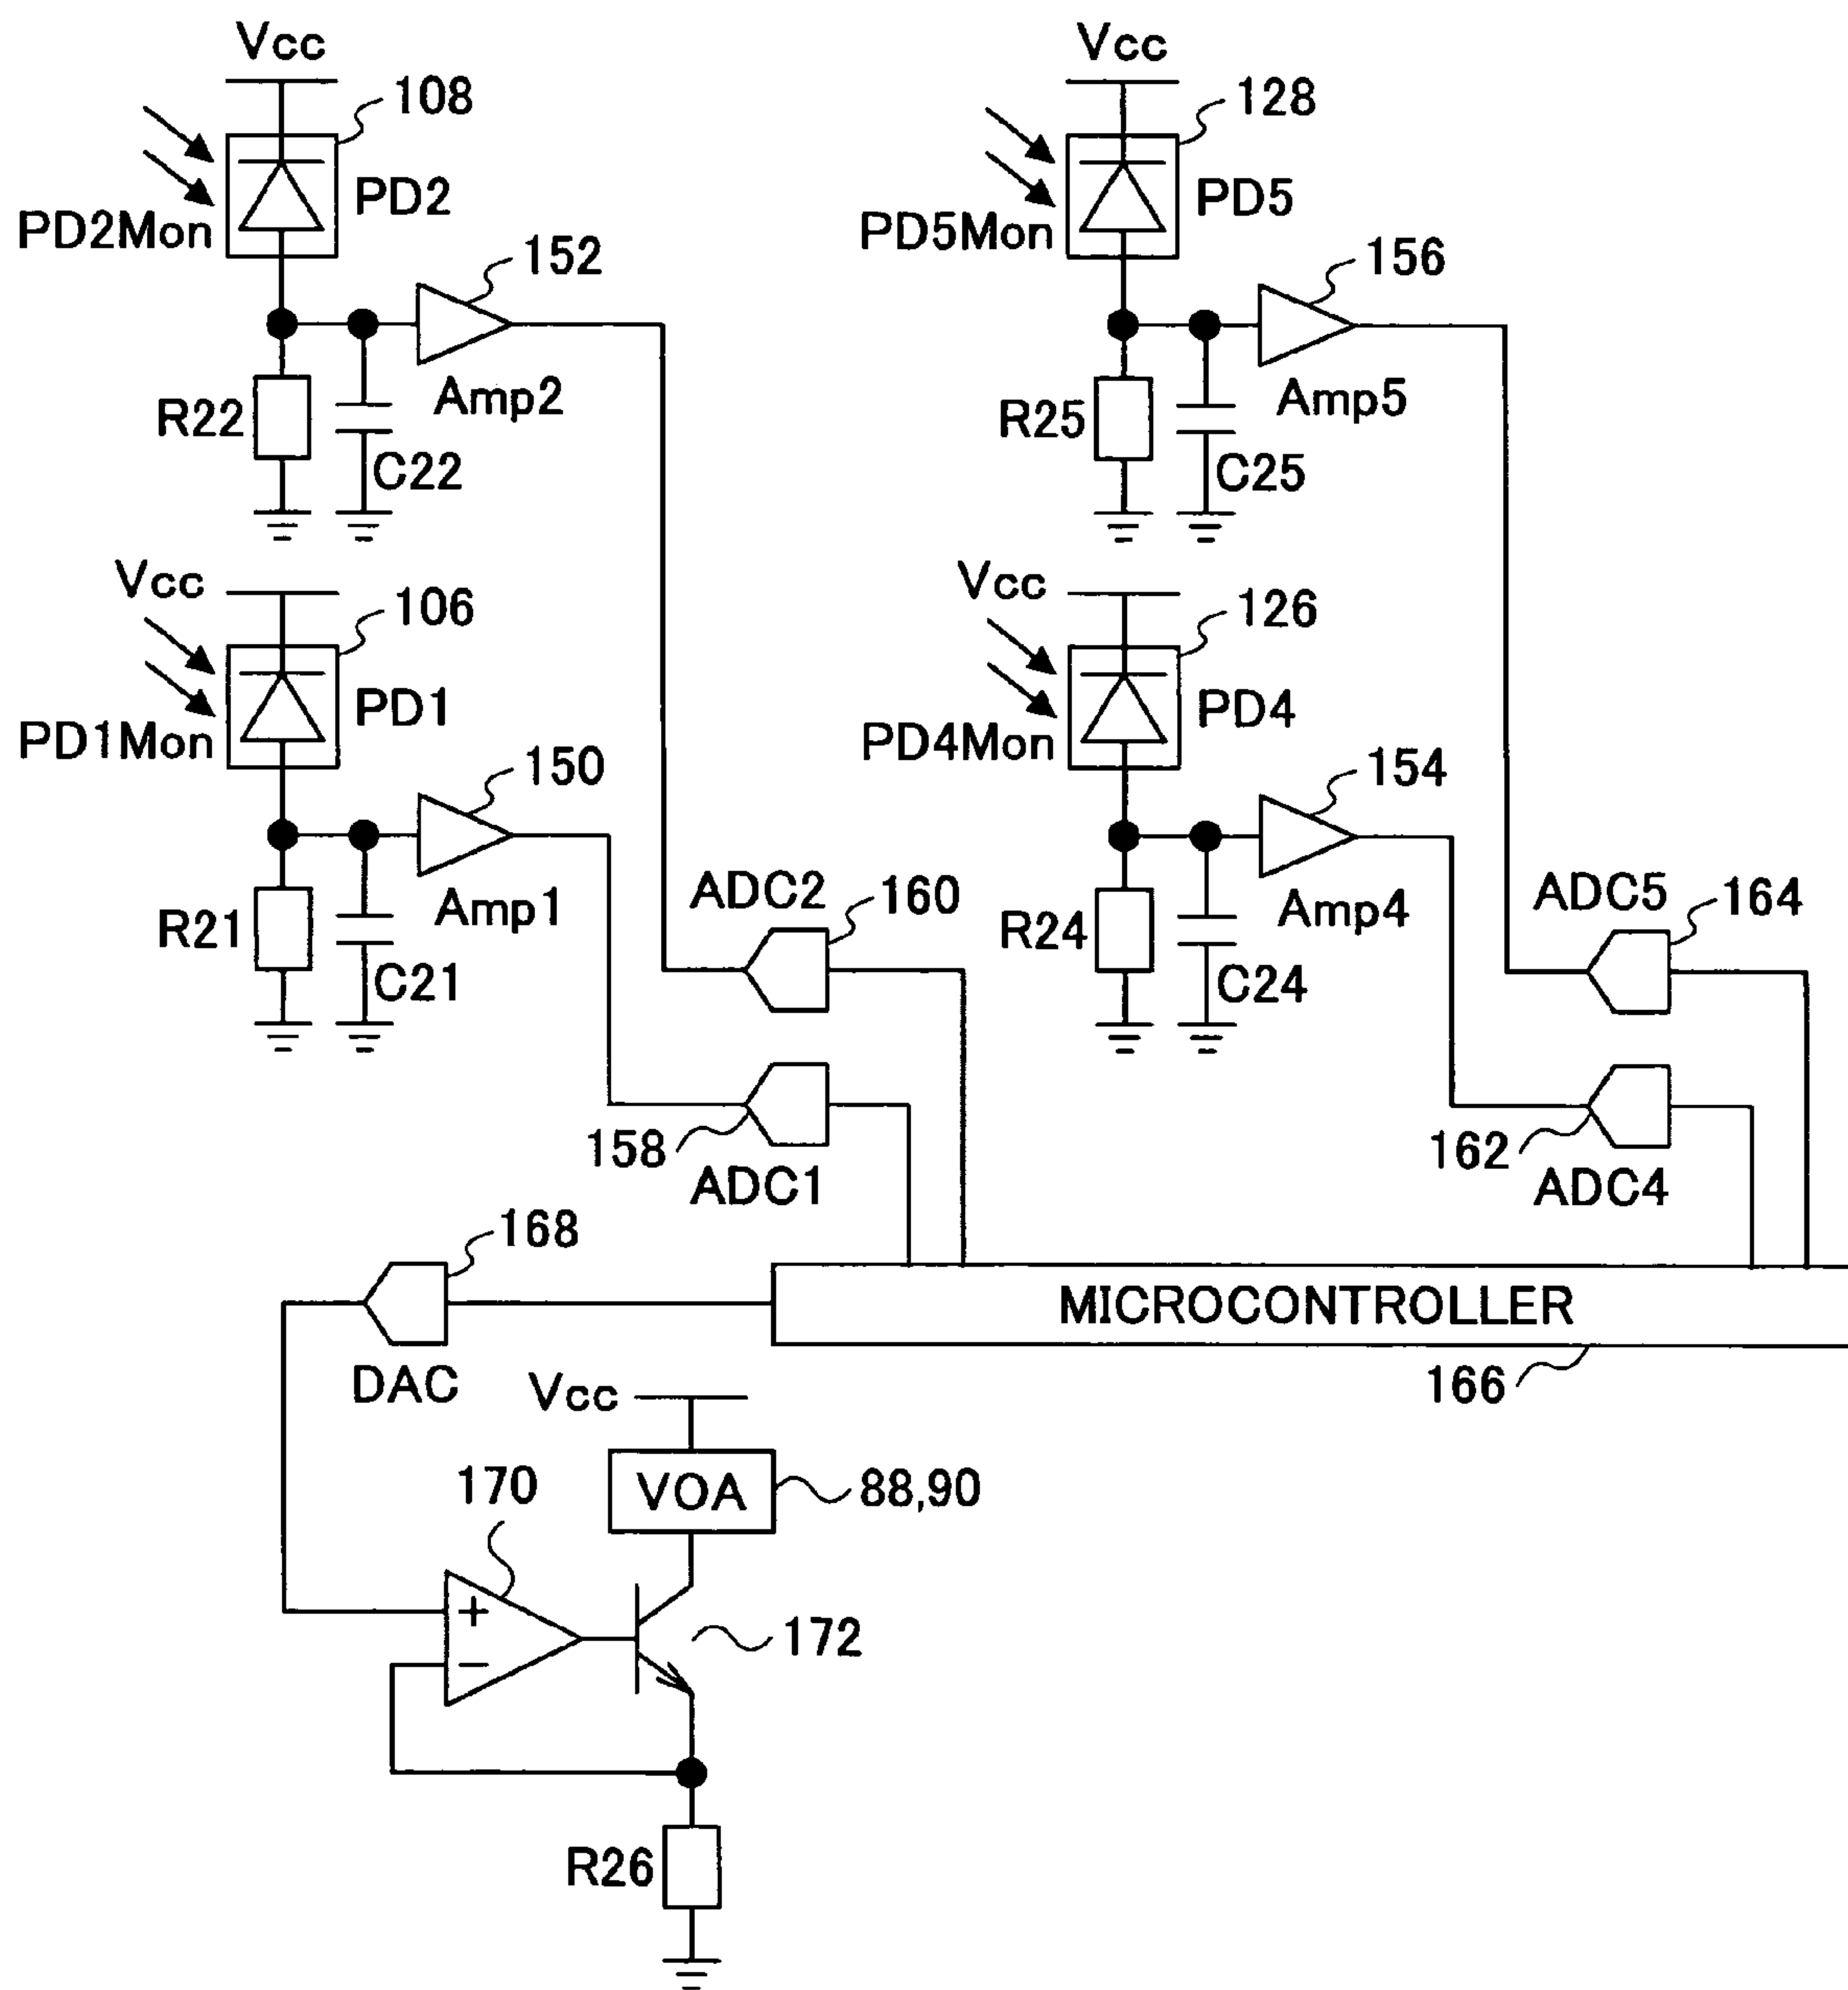 Vcc
108
PD2
PD2Mon
152
Amp2
R22
C22
Vcc
128
PD5
PD5Mon
156
Amp5
R25
C25
Vcc
106
PD1
PD1Mon
150
Amp1
R21
C21
Vcc
126
PD4
PD4Mon
154
Amp4
R24
C24
ADC2
160
158
ADC1
ADC5
164
162
ADC4
168
DAC
MICROCONTROLLER
166
Vcc
VOA
88,90
170
+
−
172
R26